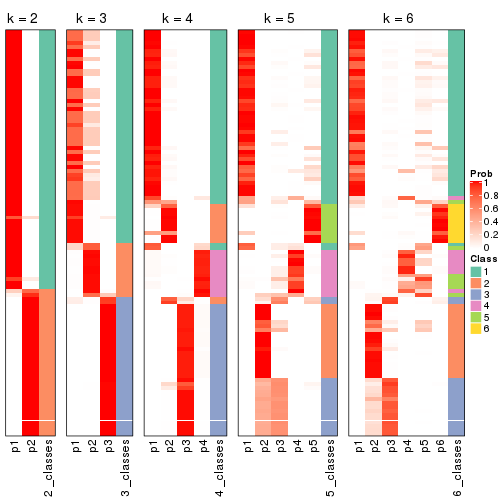 k = 2
k = 3
k = 4
k = 5
k = 6
Prob
1
0.8
0.6
0.4
0.2
0
Class
1
2
3
4
5
6
p1
p2
2_classes
p1
p2
p3
3_classes
p1
p2
p3
p4
4_classes
p1
p2
p3
p4
p5
5_classes
p1
p2
p3
p4
p5
p6
6_classes